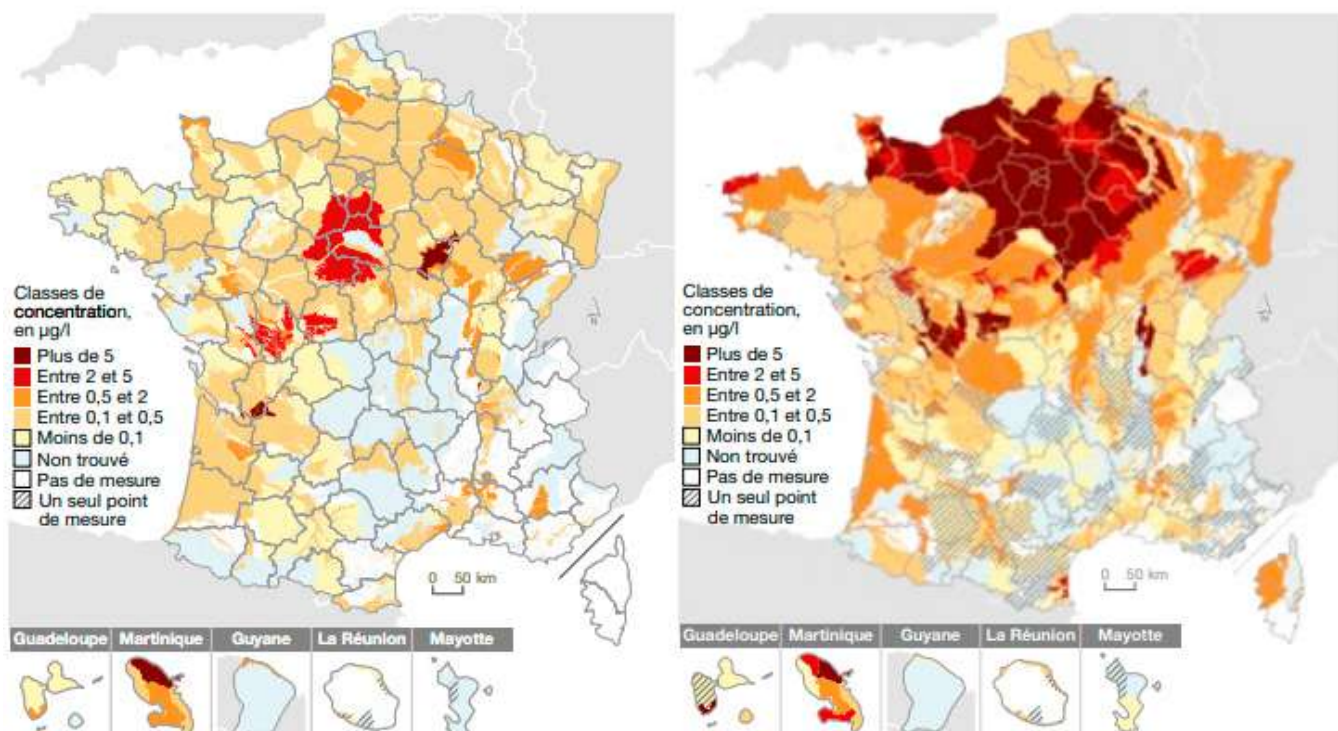 Classes de
concentration,
en µg/l
Plus de 5
Entre 2 et 5
Entre 0,5 et 2
Entre 0,1 et 0,5
Moins de 0,1
Non trouvé
Pas de mesure
Un seul point
de mesure
0 50 km
Guadeloupe Martinique Guyane La Réunion Mayotte
Classes de
concentration,
en µg/l
Plus de 5
Entre 2 et 5
Entre 0,5 et 2
Entre 0,1 et 0,5
Moins de 0,1
Non trouvé
Pas de mesure
Un seul point
de mesure
0 50 km
Guadeloupe Martinique Guyane La Réunion Mayotte